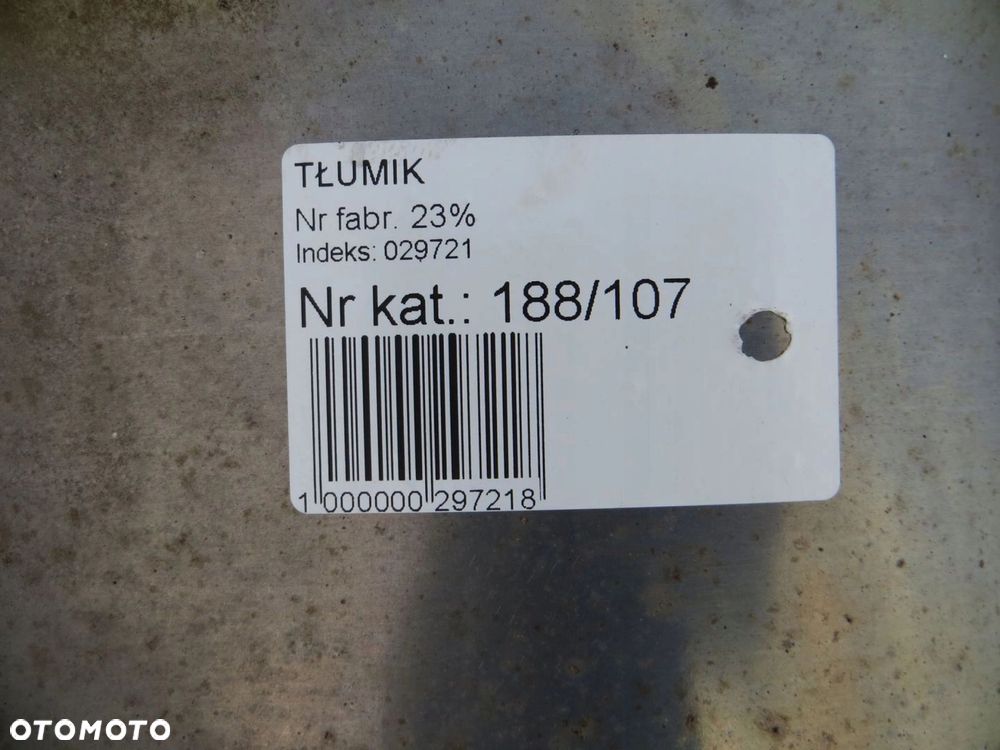 TŁUMIK
Nr fabr. 23%
Indeks: 029721
Nr kat.: 188/107
1 000000 297218
OTOMOTO